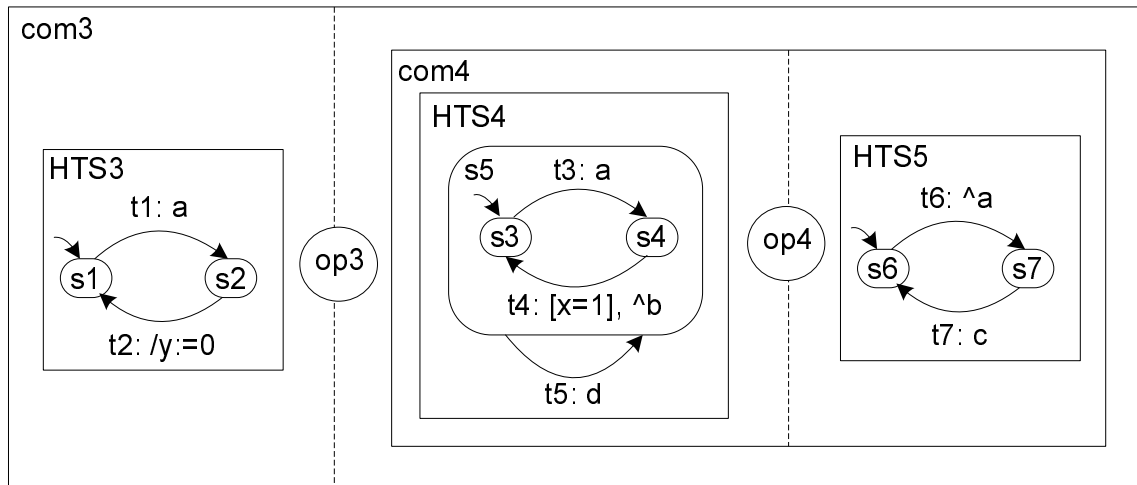 com3
HTS3
t1: a
s1
s2
t2: /y:=0
op3
com4
HTS4
s5
t3: a
s3
s4
t4: [x=1], ^b
t5: d
op4
HTS5
t6: ^a
s6
s7
t7: c